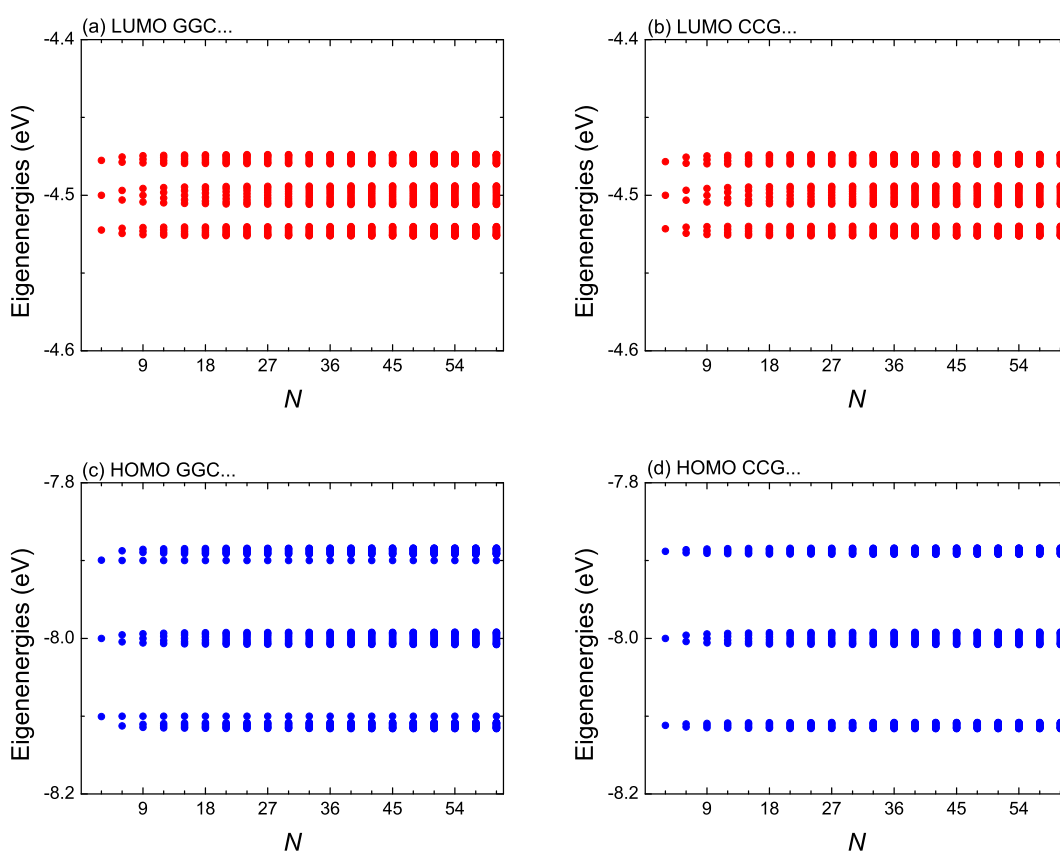 (a) LUMO GGC...
-4.4
-4.5
-4.6
Eigenenergies (eV)
9 18 27 36 45 54
N
(b) LUMO CCG...
-4.4
-4.5
-4.6
Eigenenergies (eV)
9 18 27 36 45 54
N
(c) HOMO GGC...
-7.8
-8.0
-8.2
Eigenenergies (eV)
9 18 27 36 45 54
N
(d) HOMO CCG...
-7.8
-8.0
-8.2
Eigenenergies (eV)
9 18 27 36 45 54
N